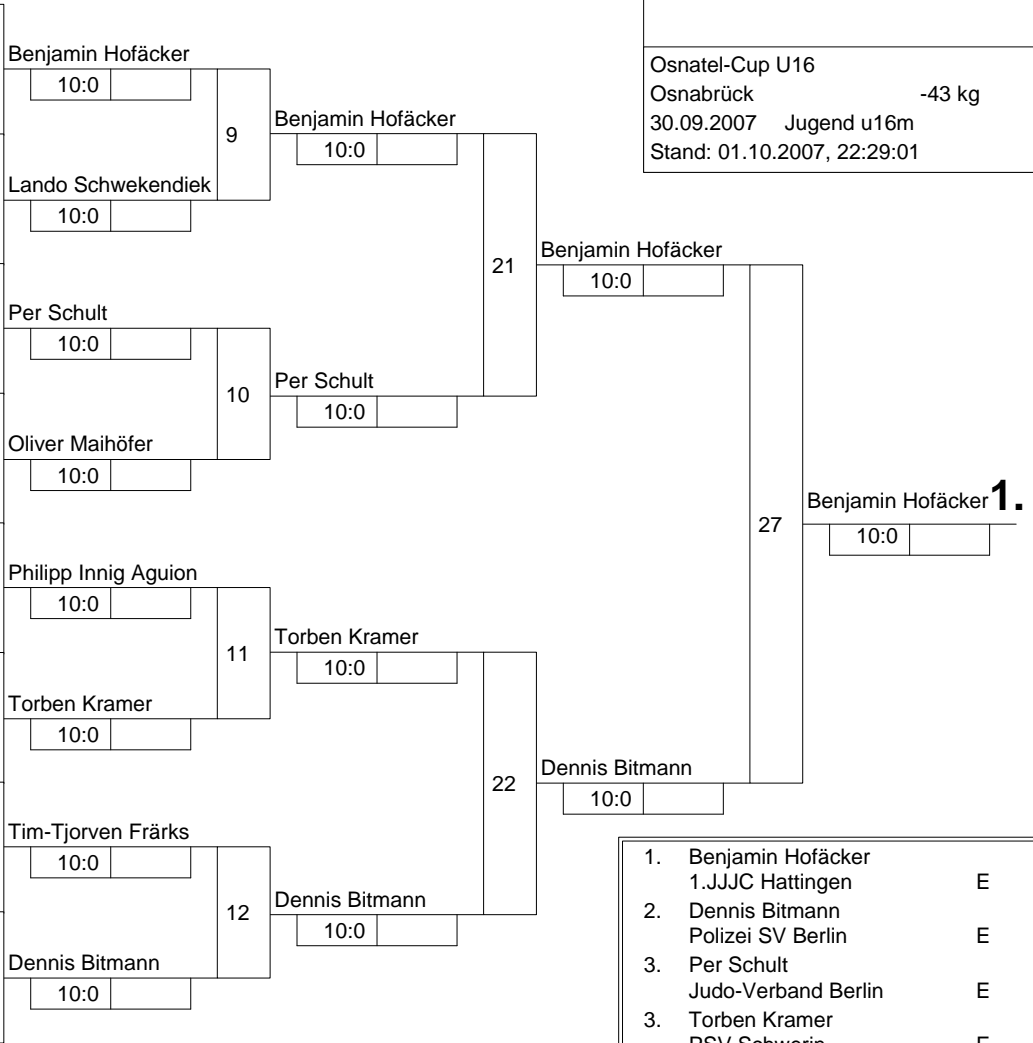 Osnatel-Cup U16
Osnabrück -43 kg
30.09.2007 Jugend u16m
Stand: 01.10.2007, 22:29:01
Benjamin Hofäcker
10:0
9
Lando Schwekendiek
10:0
Benjamin Hofäcker
10:0
Per Schult
10:0
10
Oliver Maihöfer
10:0
Per Schult
10:0
21
Benjamin Hofäcker
10:0
Philipp Innig Aguion
10:0
11
Torben Kramer
10:0
Torben Kramer
10:0
Tim-Tjorven Frärks
10:0
12
Dennis Bitmann
10:0
Dennis Bitmann
10:0
22
Dennis Bitmann
10:0
27
Benjamin Hofäcker 1.
10:0
1. Benjamin Hofäcker
1.JJJC Hattingen E
2. Dennis Bitmann
Polizei SV Berlin E
3. Per Schult
Judo-Verband Berlin E
3. Torben Kramer
PSV Schwerin E